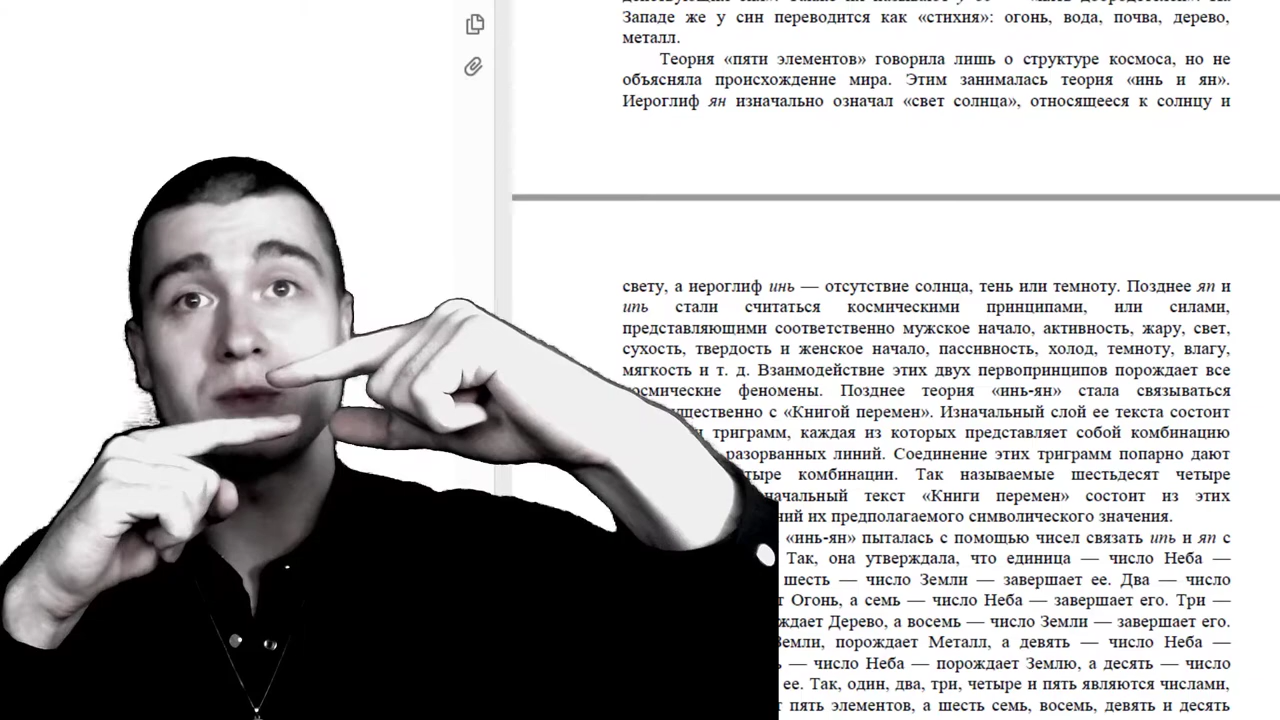 Западе же у син переводится как «стихия»: огонь, вода, почва, дерево,
металл.
Теория «пяти элементов» говорила лишь о структуре космоса, но не
объясняла происхождение мира. Этим занималась теория «инь и ян».
Иероглиф ян изначально означал «свет солнца», относящееся к солнцу и
свету, а иероглиф инь — отсутствие солнца, тень или темноту. Позднее ян и
инь стали считаться космическими принципами, или силами,
представляющими соответственно мужское начало, активность, жару, свет,
сухость, твердость и женское начало, пассивность, холод, темноту, влагу,
мягкость и т. д. Взаимодействие этих двух первопринципов порождает все
космические феномены. Позднее теория «инь-ян» стала связываться
с «Книгой перемен». Изначальный слой ее текста состоит
триграмм, каждая из которых представляет собой комбинацию
разорванных линий. Соединение этих триграмм попарно дают
комбинации. Так называемые шестьдесят четыре
текст «Книги перемен» состоит из этих
их предполагаемого символического значения.
«инь-ян» пыталась с помощью чисел связать инь и ян с
Так, она утверждала, что единица — число Неба —
шесть — число Земли — завершает ее. Два — число
Огонь, а семь — число Неба — завершает его. Три —
Дерево, а восемь — число Земли — завершает его.
Земли, порождает Металл, а девять — число Неба —
— число Неба — порождает Землю, а десять — число
ее. Так, один, два, три, четыре и пять являются числами,
пять элементов, а шесть семь, восемь, девять и десять